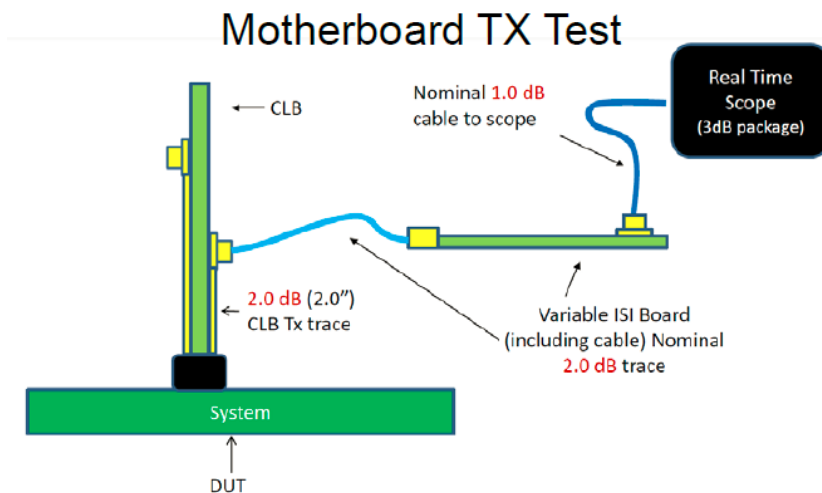 Motherboard TX Test
CLB
Nominal 1.0 dB
cable to scope
Real Time
Scope
(3dB package)
2.0 dB (2.0”)
CLB Tx trace
Variable ISI Board
(including cable) Nominal
2.0 dB trace
System
DUT